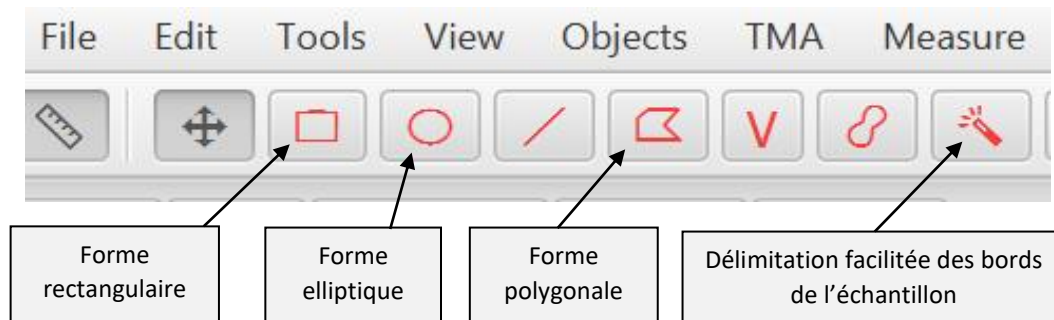 File Edit Tools View Objects TMA Measure
Forme
rectangulaire
Forme
elliptique
Forme
polygonale
Délimitation facilitée des bords
de l’échantillon